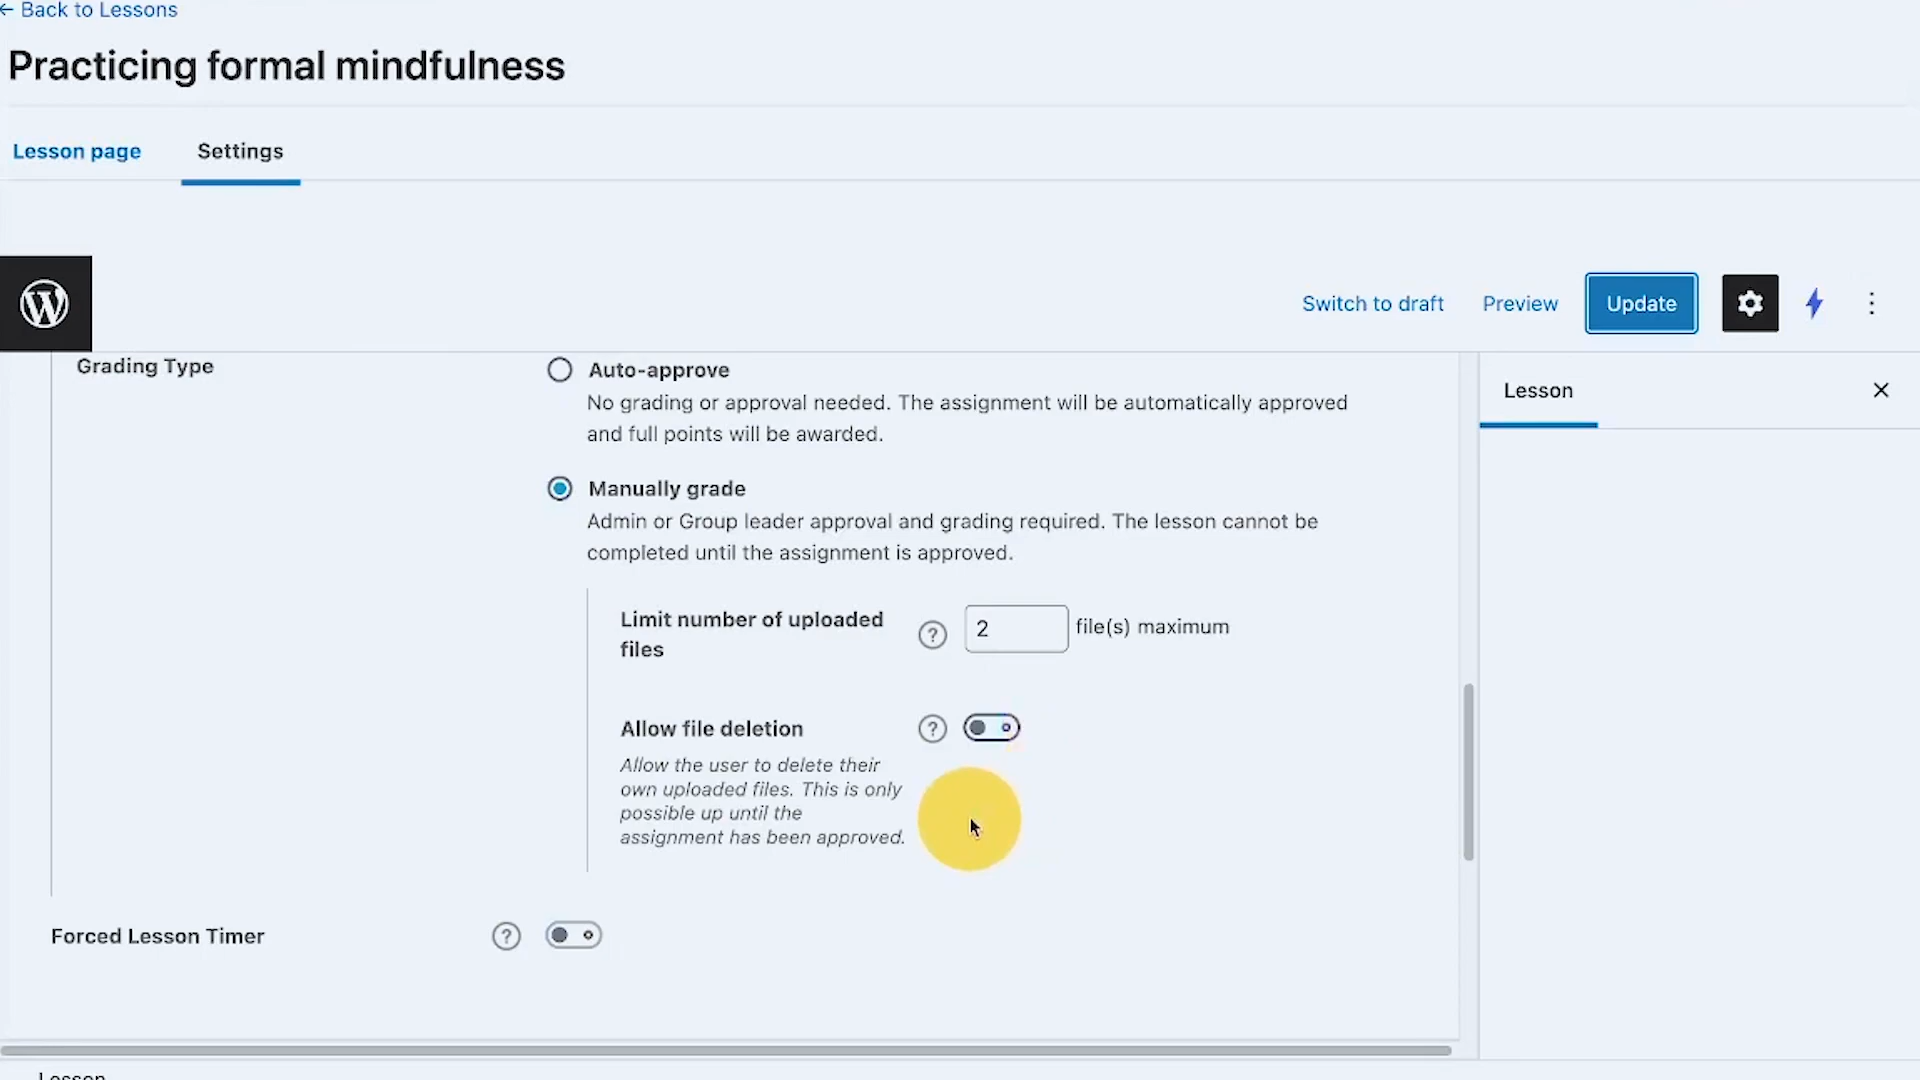 ← Back to Lessons
Practicing formal mindfulness
Lesson page
Settings
Switch to draft
Preview
Update
Grading Type
Auto-approve
No grading or approval needed. The assignment will be automatically approved
and full points will be awarded.
Manually grade
Admin or Group leader approval and grading required. The lesson cannot be
completed until the assignment is approved.
Limit number of uploaded
files
?
2
file(s) maximum
Allow file deletion
?
Allow the user to delete their
own uploaded files. This is only
possible up until the
assignment has been approved.
Forced Lesson Timer
?
Lesson
Lesson